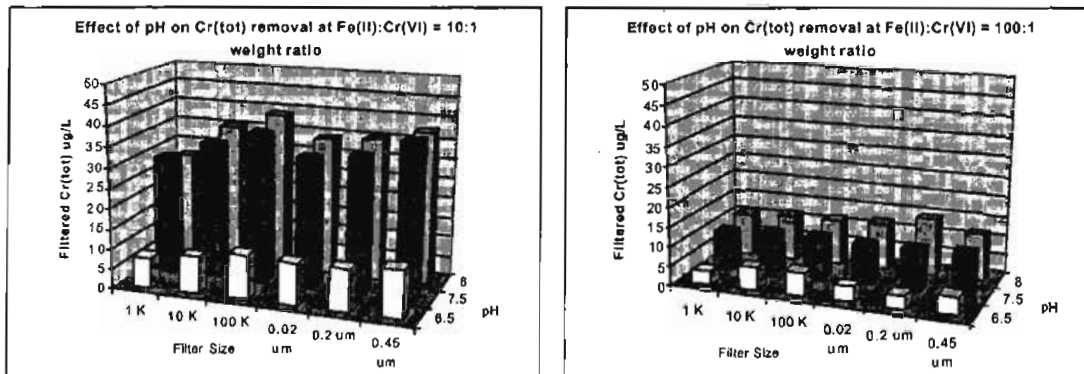 Effect of pH on Cr(tot) removal at Fe(II):Cr(VI) = 10:1
weight ratio
Filtered Cr(tot) ug/L
50
45
40
35
30
25
20
15
10
5
0
1 K
10 K
100 K
0.02
um
0.2 um
0.45
um
Filter Size
8
7.5
6.5
pH
Effect of pH on Cr(tot) removal at Fe(II):Cr(VI) = 100:1
weight ratio
Filtered Cr(tot) ug/L
50
45
40
35
30
25
20
15
10
5
0
1 K
10 K
100 K
0.02
um
0.2 um
0.45
um
Filter Size
8
7.5
6.5
pH